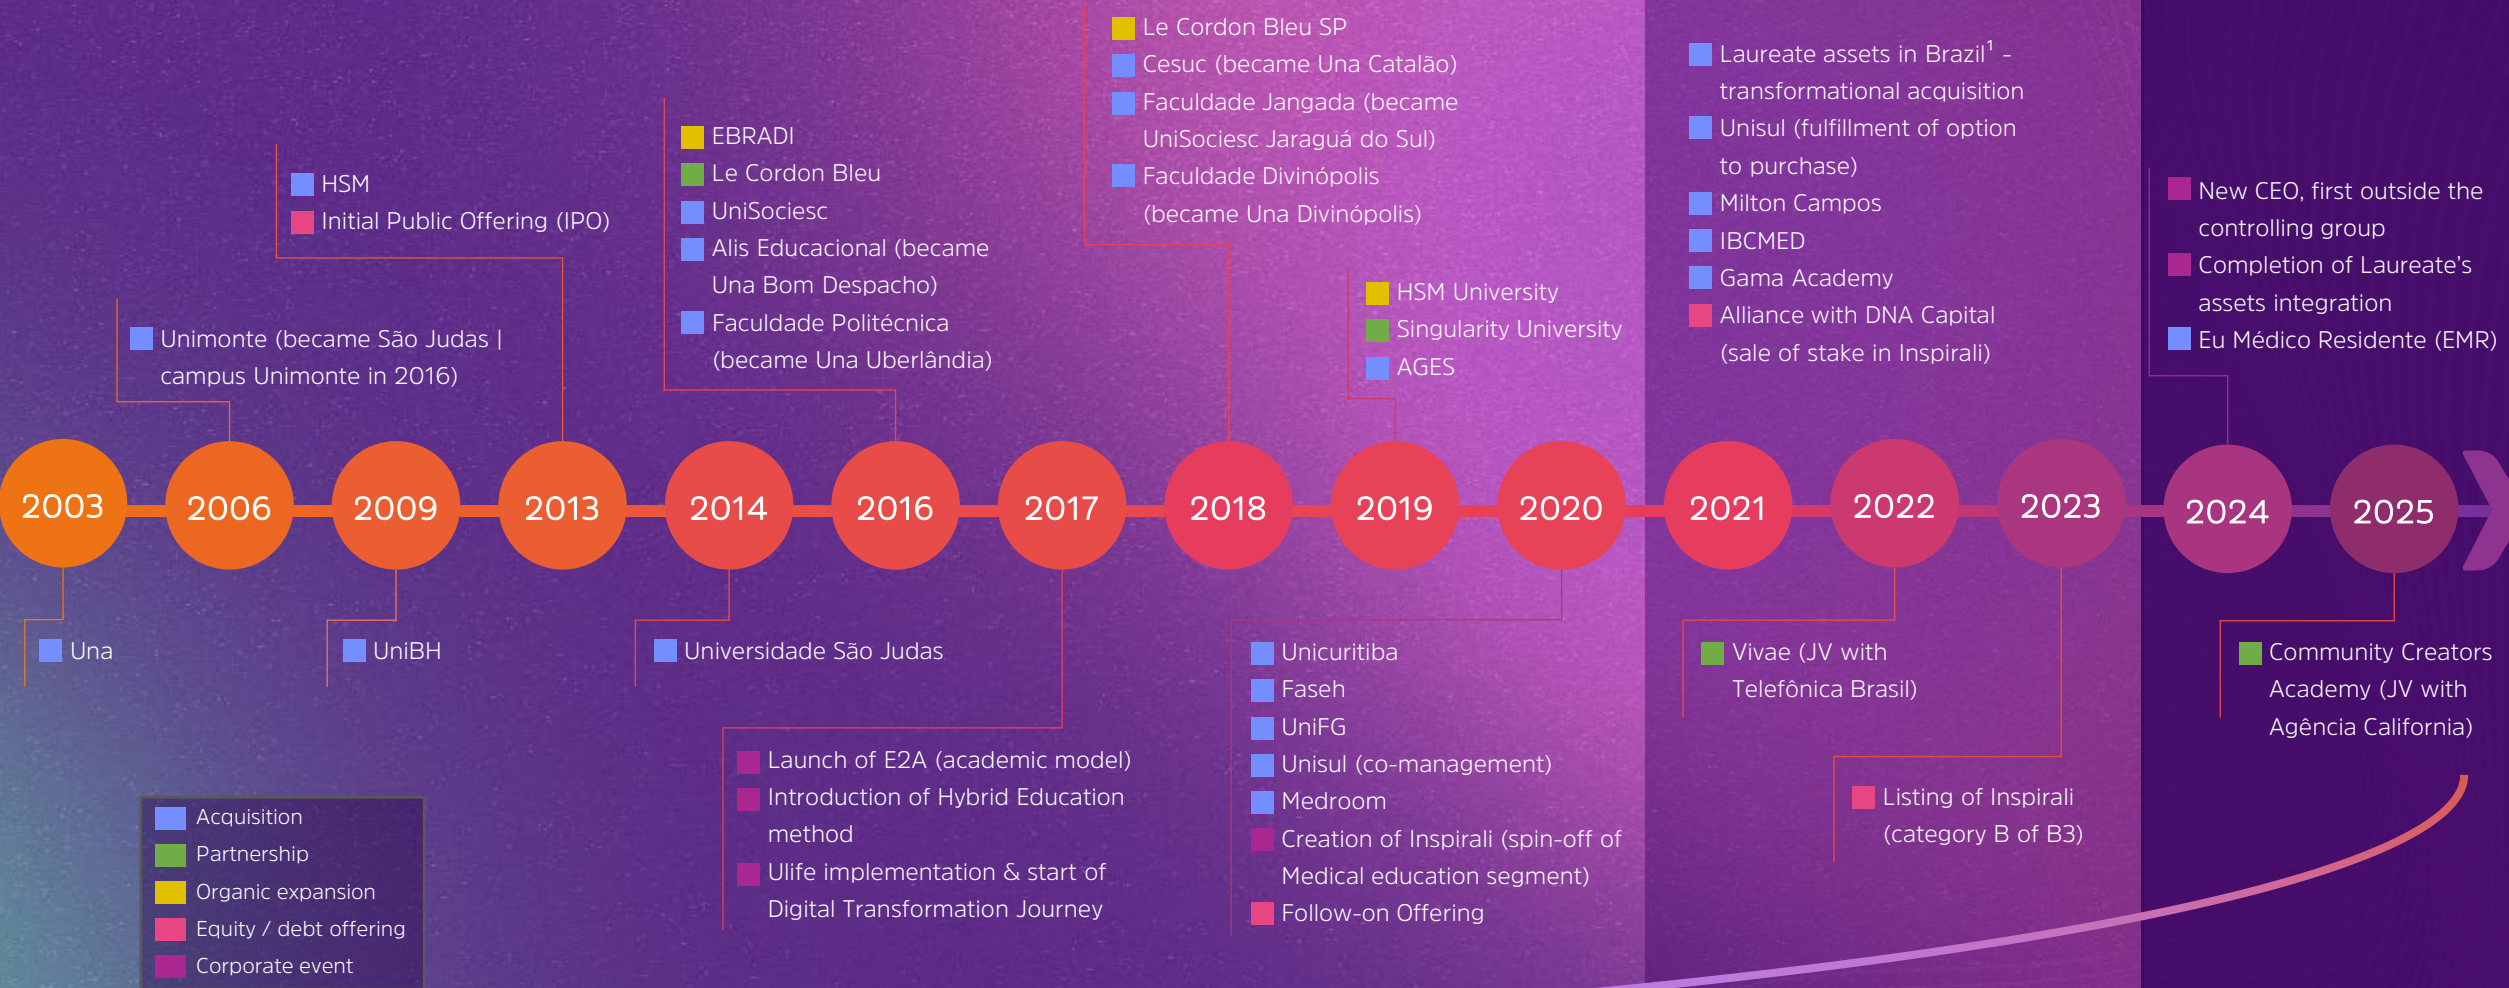 Le Cordon Bleu SP
Cesuc (became Una Catalão)
Faculdade Jangada (became
UniSociesc Jaraguá do Sul)
Faculdade Divinópolis
(became Una Divinópolis)
Laureate assets in Brazil¹ -
transformational acquisition
Unisul (fulfillment of option
to purchase)
Milton Campos
IBCMED
Gama Academy
Alliance with DNA Capital
(sale of stake in Inspirali)
EBRADI
Le Cordon Bleu
UniSociesc
Alis Educacional (became
Una Bom Despacho)
Faculdade Politécnica
(became Una Uberlândia)
HSM
Initial Public Offering (IPO)
New CEO, first outside the
controlling group
Completion of Laureate's
assets integration
Eu Médico Residente (EMR)
HSM University
Singularity University
AGES
Unimonte (became São Judas |
campus Unimonte in 2016)
2003
2006
2009
2013
2014
2016
2017
2018
2019
2020
2021
2022
2023
2024
2025
Una
UniBH
Universidade São Judas
Launch of E2A (academic model)
Introduction of Hybrid Education
method
Ulife implementation & start of
Digital Transformation Journey
Unicuritiba
Faseh
UniFG
Unisul (co-management)
Medroom
Creation of Inspirali (spin-off of
Medical education segment)
Follow-on Offering
Vivae (JV with
Telefônica Brasil)
Listing of Inspirali
(category B of B3)
Community Creators
Academy (JV with
Agência California)
Acquisition
Partnership
Organic expansion
Equity / debt offering
Corporate event